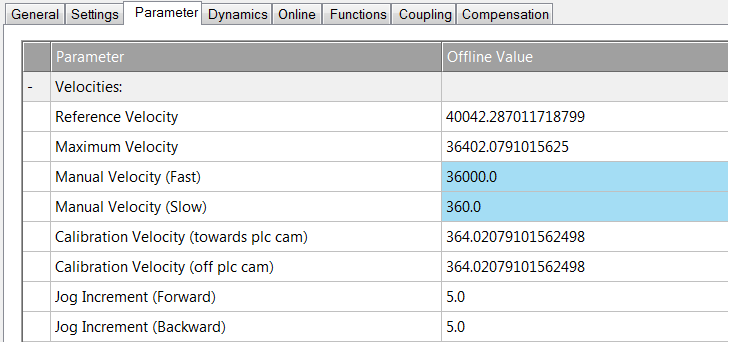 General Settings Parameter Dynamics Online Functions Coupling Compensation
Parameter Offline Value
- Velocities:
Reference Velocity 40042.287011718799
Maximum Velocity 36402.0791015625
Manual Velocity (Fast) 36000.0
Manual Velocity (Slow) 360.0
Calibration Velocity (towards plc cam) 364.02079101562498
Calibration Velocity (off plc cam) 364.02079101562498
Jog Increment (Forward) 5.0
Jog Increment (Backward) 5.0